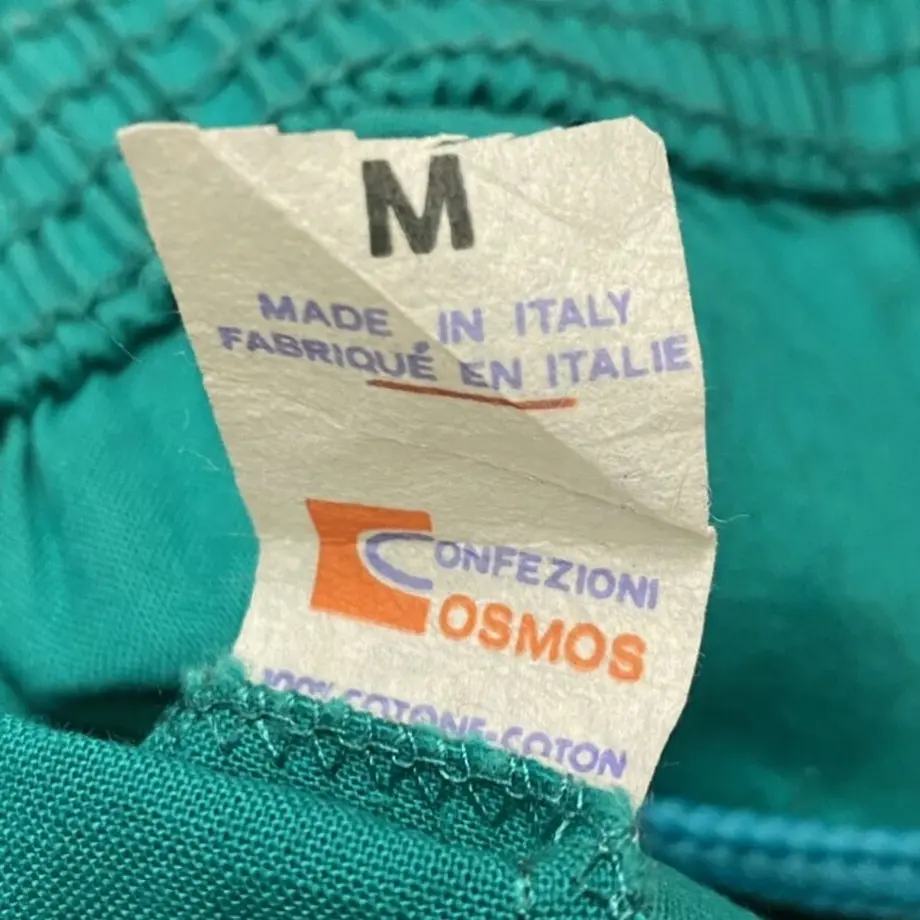 M
MADE IN ITALY
FABRIQUÉ EN ITALIE
CONFEZIONI
COSMOS
100% COTONE-COTON